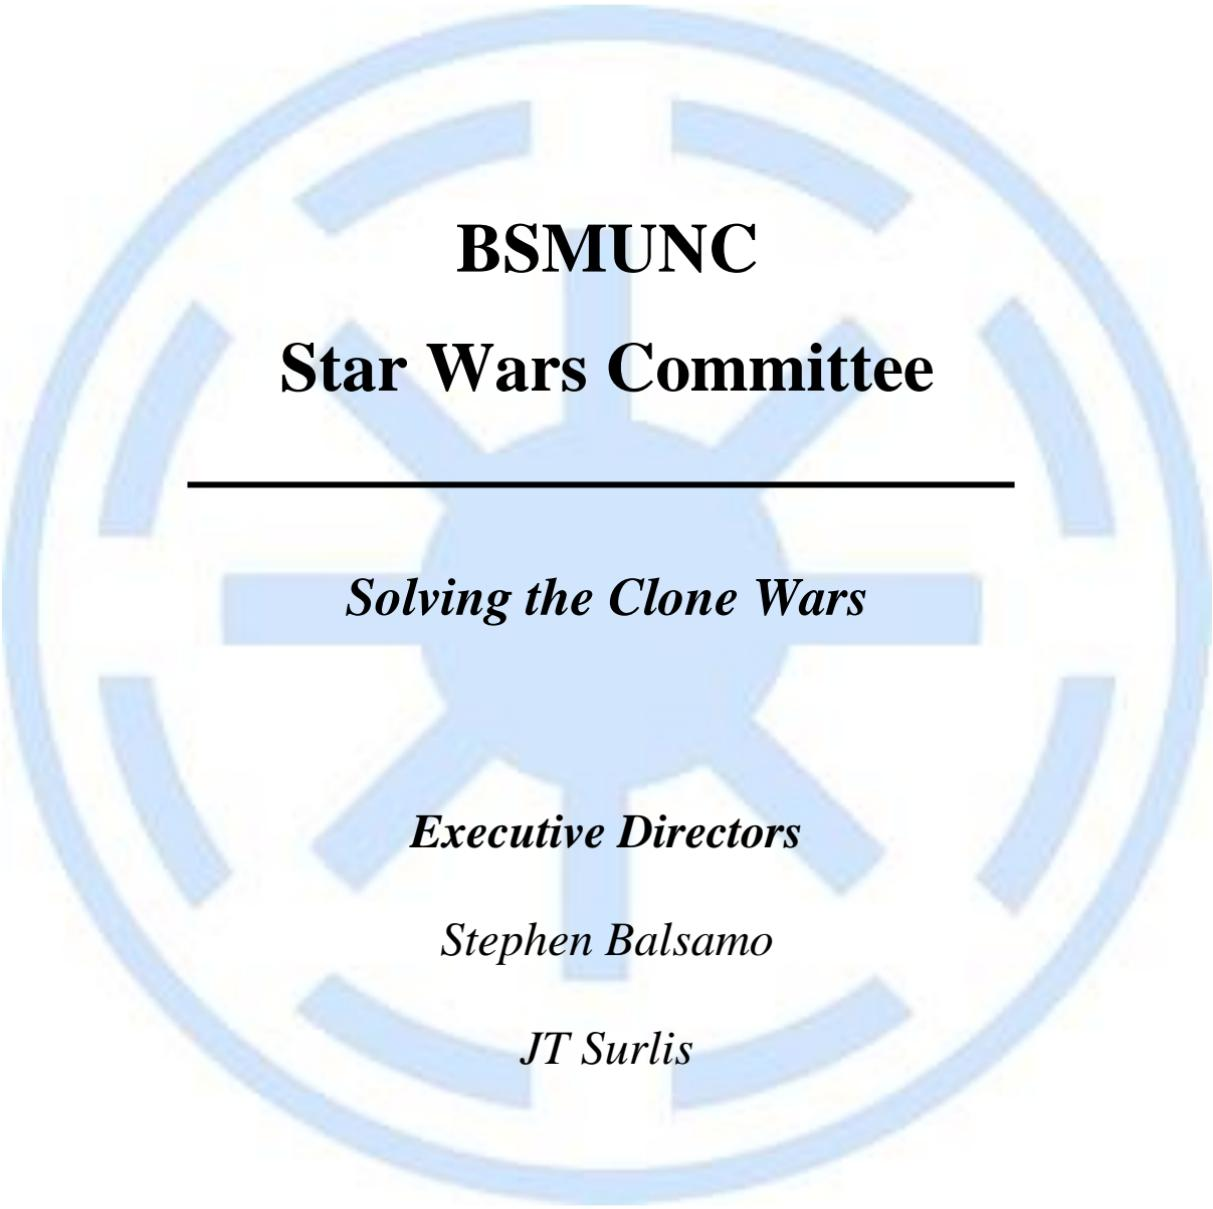 BSMUNC
Star Wars Committee
Solving the Clone Wars
Executive Directors
Stephen Balsamo
JT Surlis